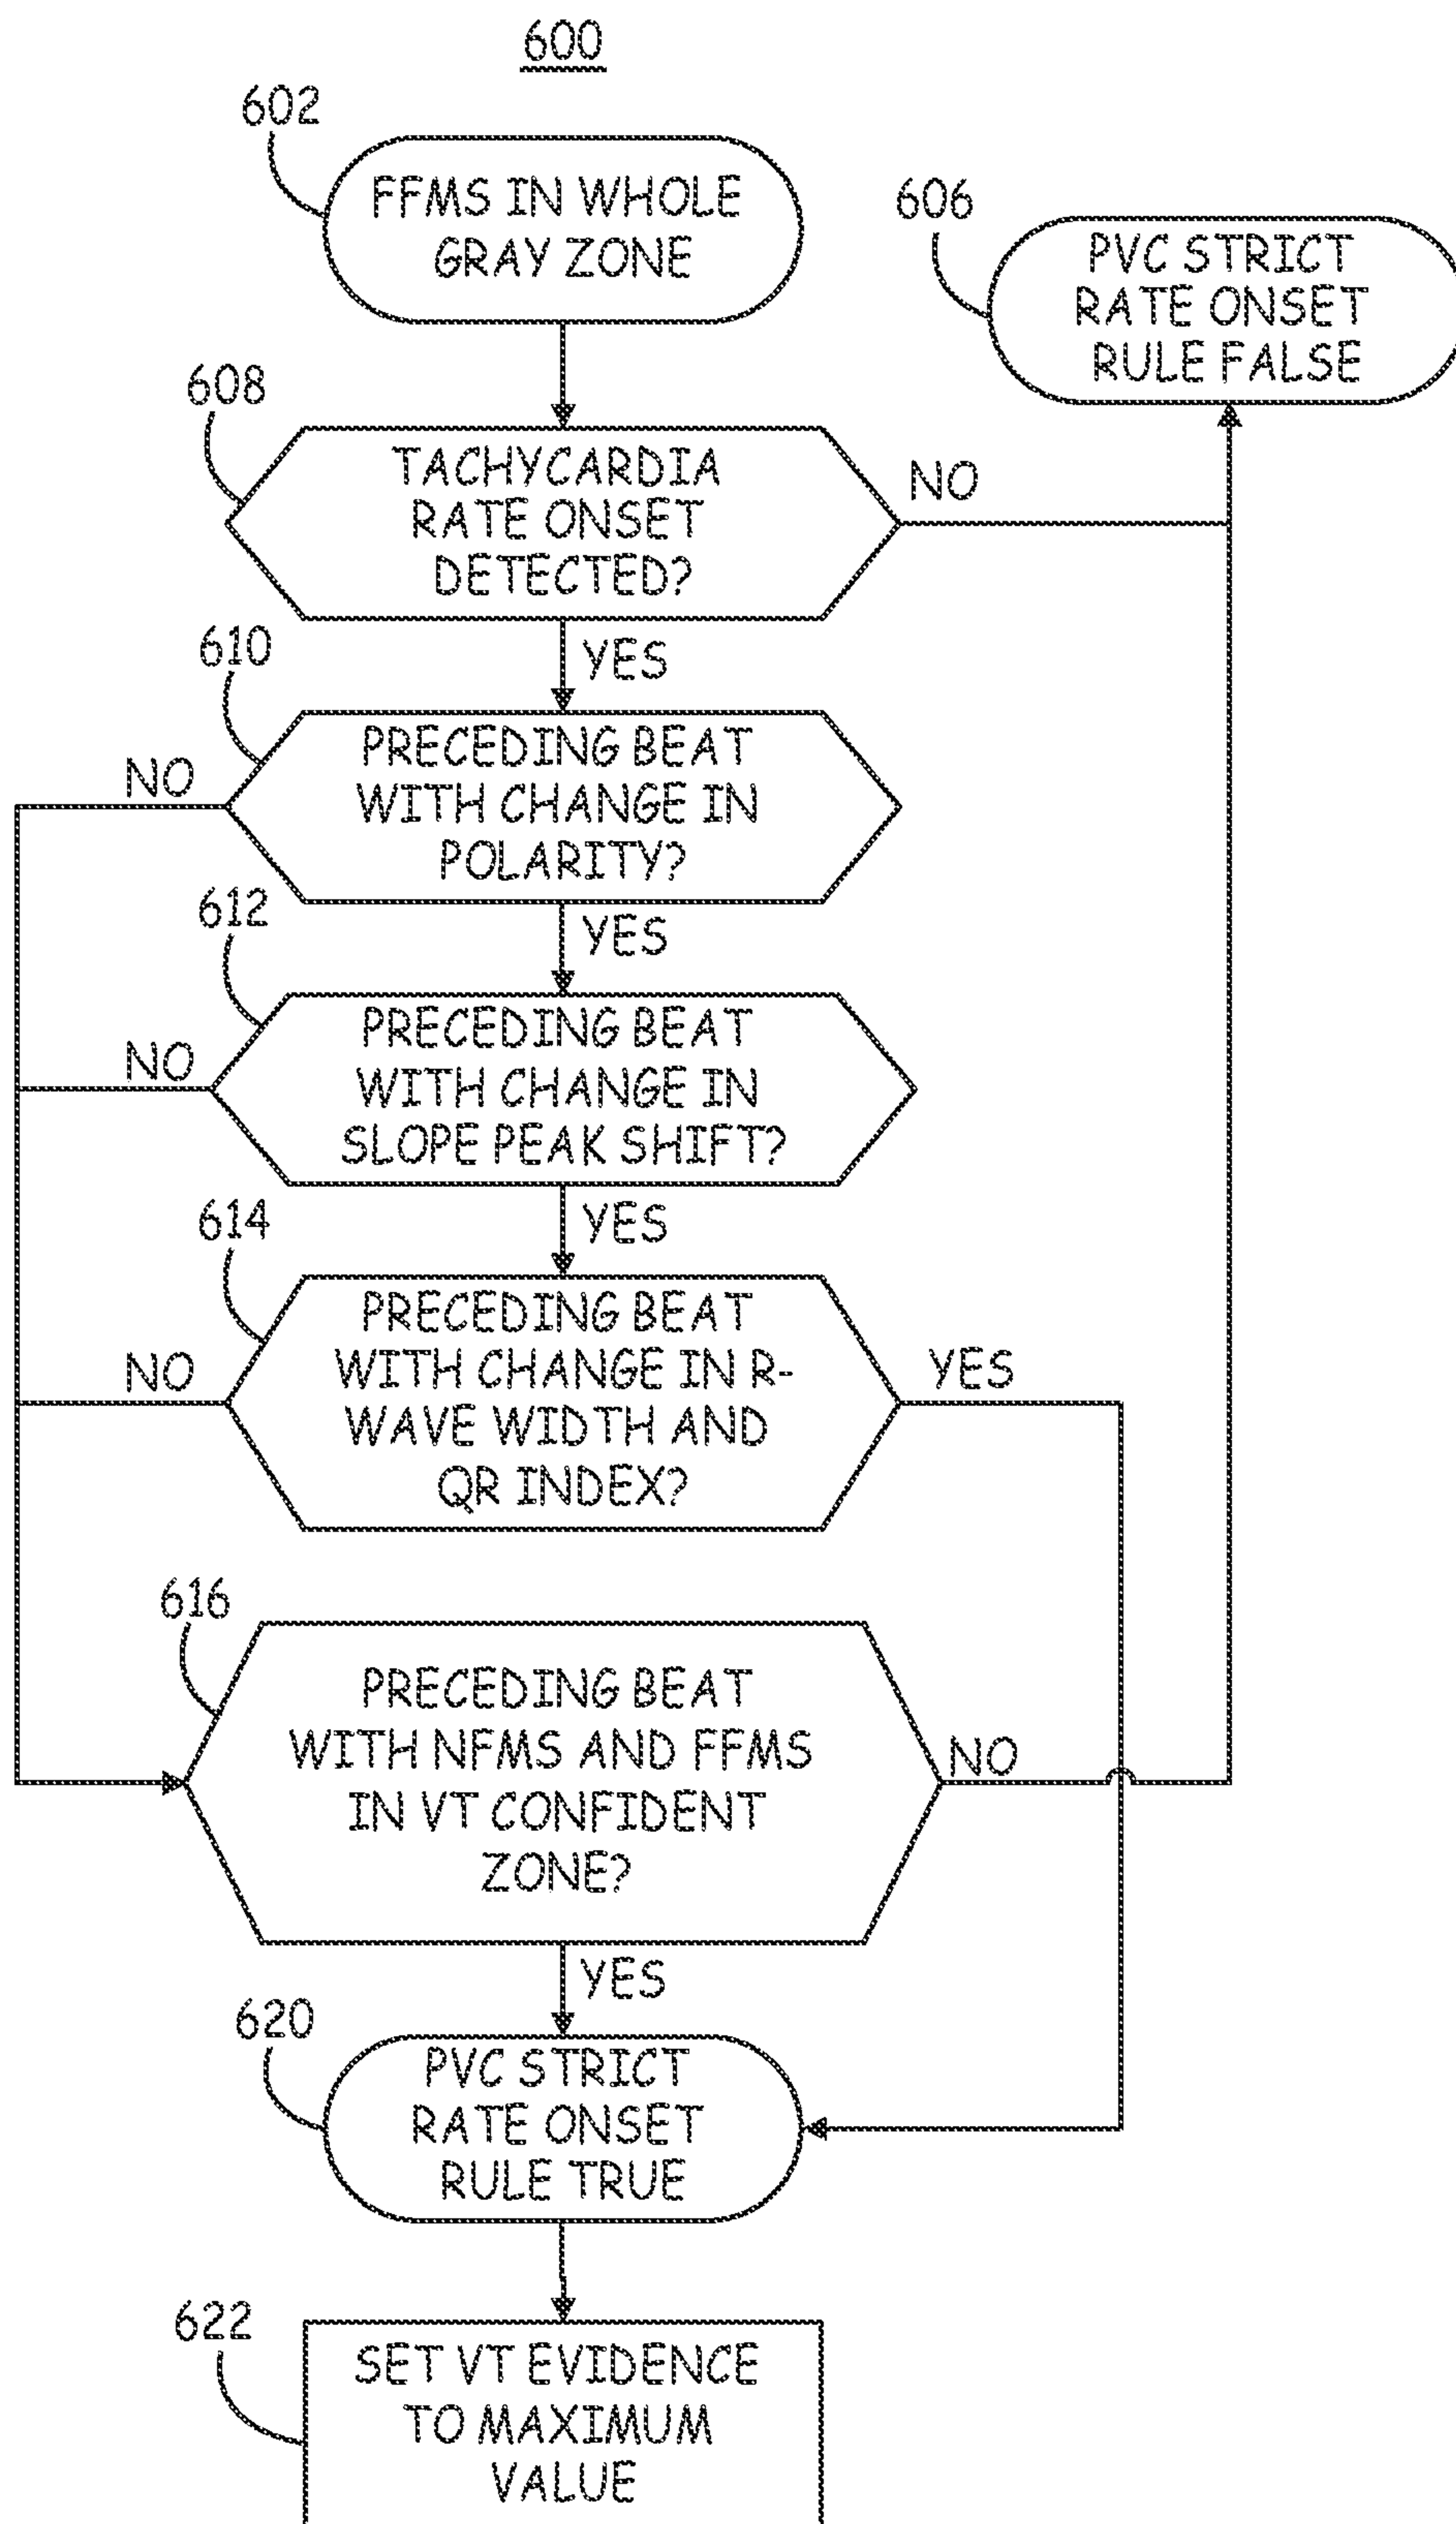 600
602
FFMS IN WHOLE
GRAY ZONE
606
PVC STRICT
RATE ONSET
RULE FALSE
608
TACHYCARDIA
RATE ONSET
DETECTED?
NO
YES
610
PRECEDING BEAT
WITH CHANGE IN
POLARITY?
NO
YES
612
PRECEDING BEAT
WITH CHANGE IN
SLOPE PEAK SHIFT?
NO
YES
614
PRECEDING BEAT
WITH CHANGE IN R-
WAVE WIDTH AND
QR INDEX?
NO
YES
616
PRECEDING BEAT
WITH NFMS AND FFMS
IN VT CONFIDENT
ZONE?
NO
YES
620
PVC STRICT
RATE ONSET
RULE TRUE
622
SET VT EVIDENCE
TO MAXIMUM
VALUE